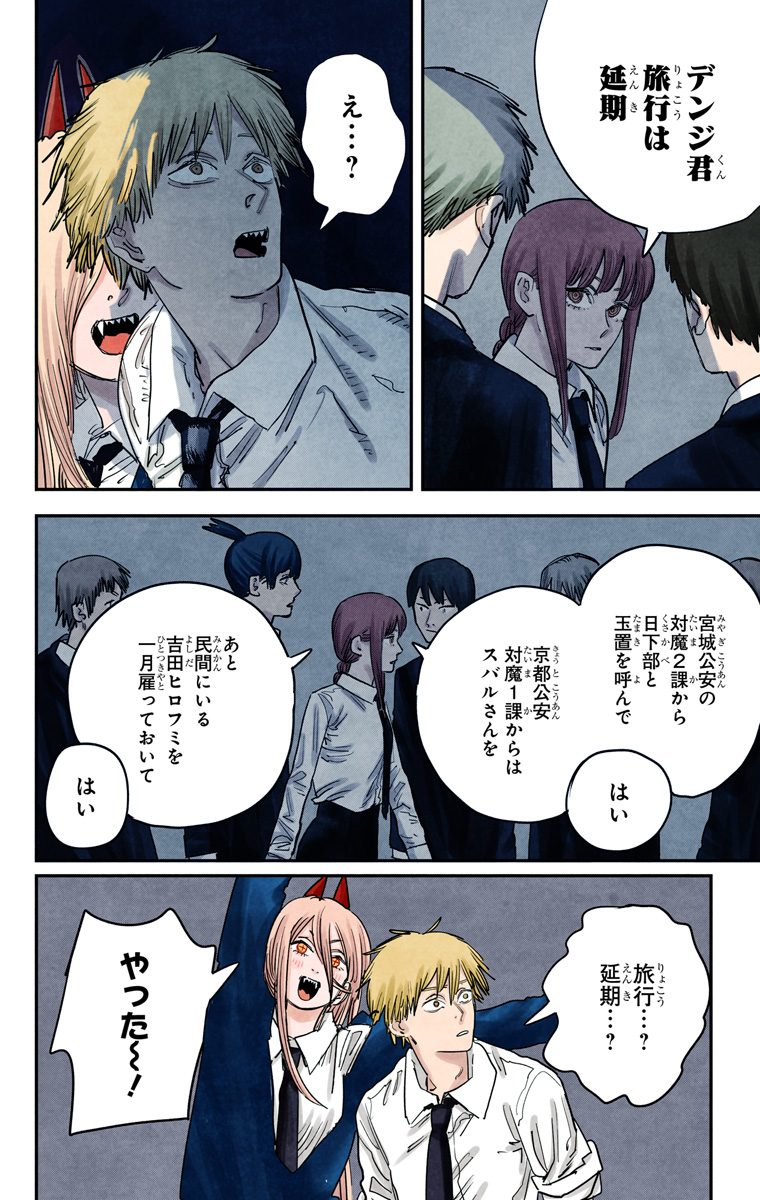 デンジ君
旅行は
延期
え…？
宮城公安の
対魔２課から
日下部と
玉置を呼んで
はい
京都公安
対魔１課からは
スバルさんを
あと
民間にいる
吉田ヒロフミを
一月雇っておいて
はい
旅行…？
延期…？
やった〜！